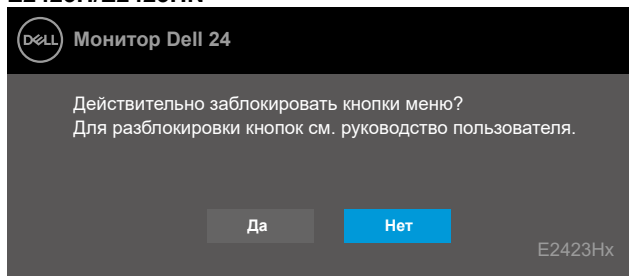 DELL Монитор Dell 24
Действительно заблокировать кнопки меню?
Для разблокировки кнопок см. руководство пользователя.
Да Нет
E2423Hx